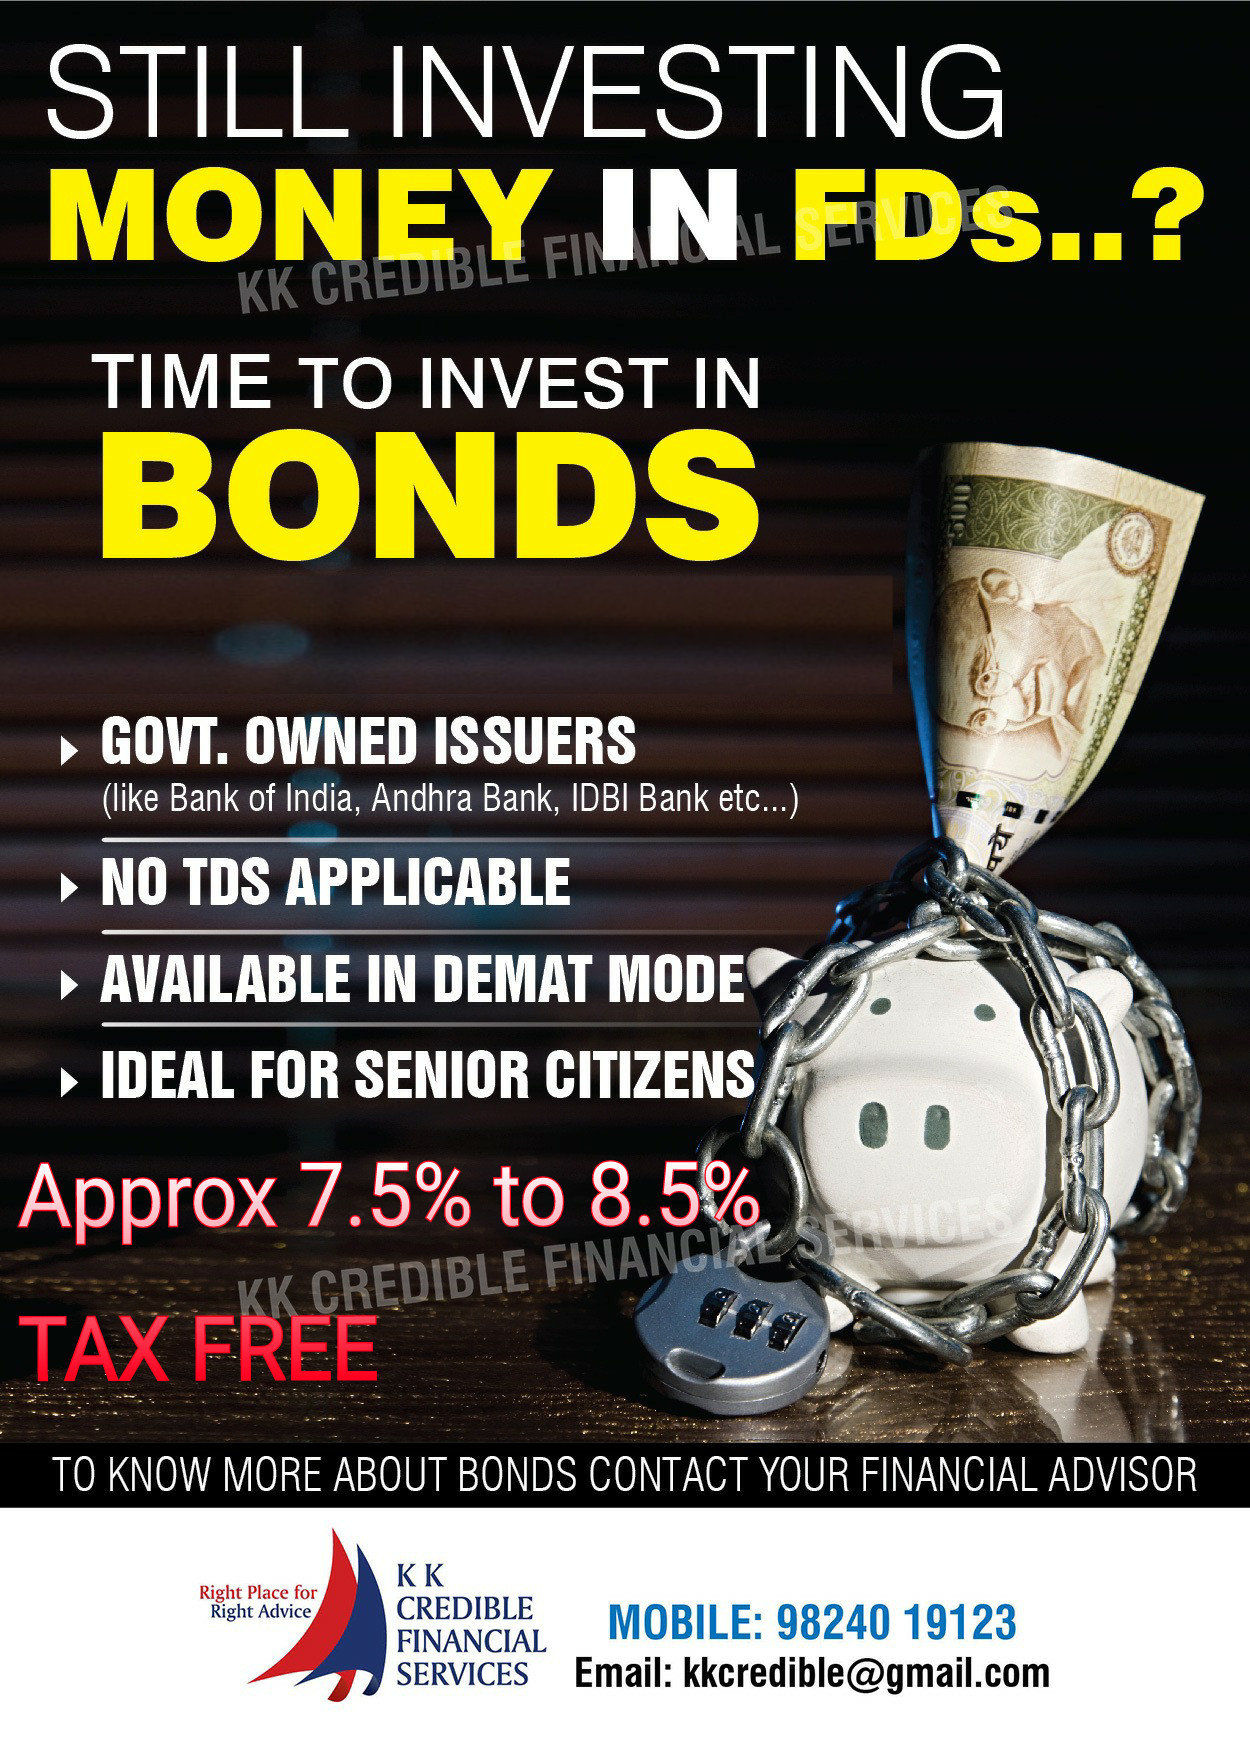 STILL INVESTING
MONEY IN FDs..?
KK CREDIBLE FINANCIAL SERVICES
TIME TO INVEST IN
BONDS
500
GOVT. OWNED ISSUERS
(like Bank of India, Andhra Bank, IDBI Bank etc...)
NO TDS APPLICABLE
AVAILABLE IN DEMAT MODE
IDEAL FOR SENIOR CITIZENS
Approx 7.5% to 8.5%
KK CREDIBLE FINANCIAL SERVICES
TAX FREE
TO KNOW MORE ABOUT BONDS CONTACT YOUR FINANCIAL ADVISOR
Right Place for
Right Advice
K K
CREDIBLE
FINANCIAL
SERVICES
MOBILE: 98240 19123
Email: kkcredible@gmail.com